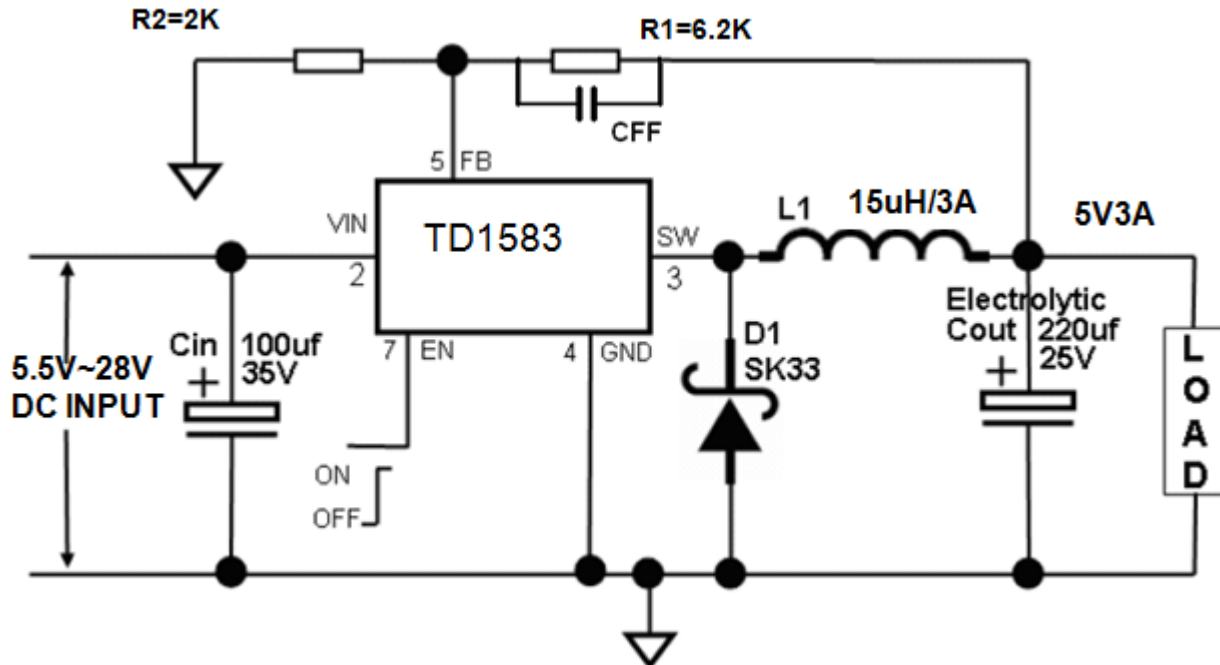 R2=2K
R1=6.2K
CFF
5 FB
VIN
TD1583
SW
2
3
L1
15uH/3A
5V3A
5.5V~28V
DC INPUT
Cin 100uf
35V
7 EN
4 GND
D1
SK33
Electrolytic
Cout 220uf
25V
LOAD
ON
OFF